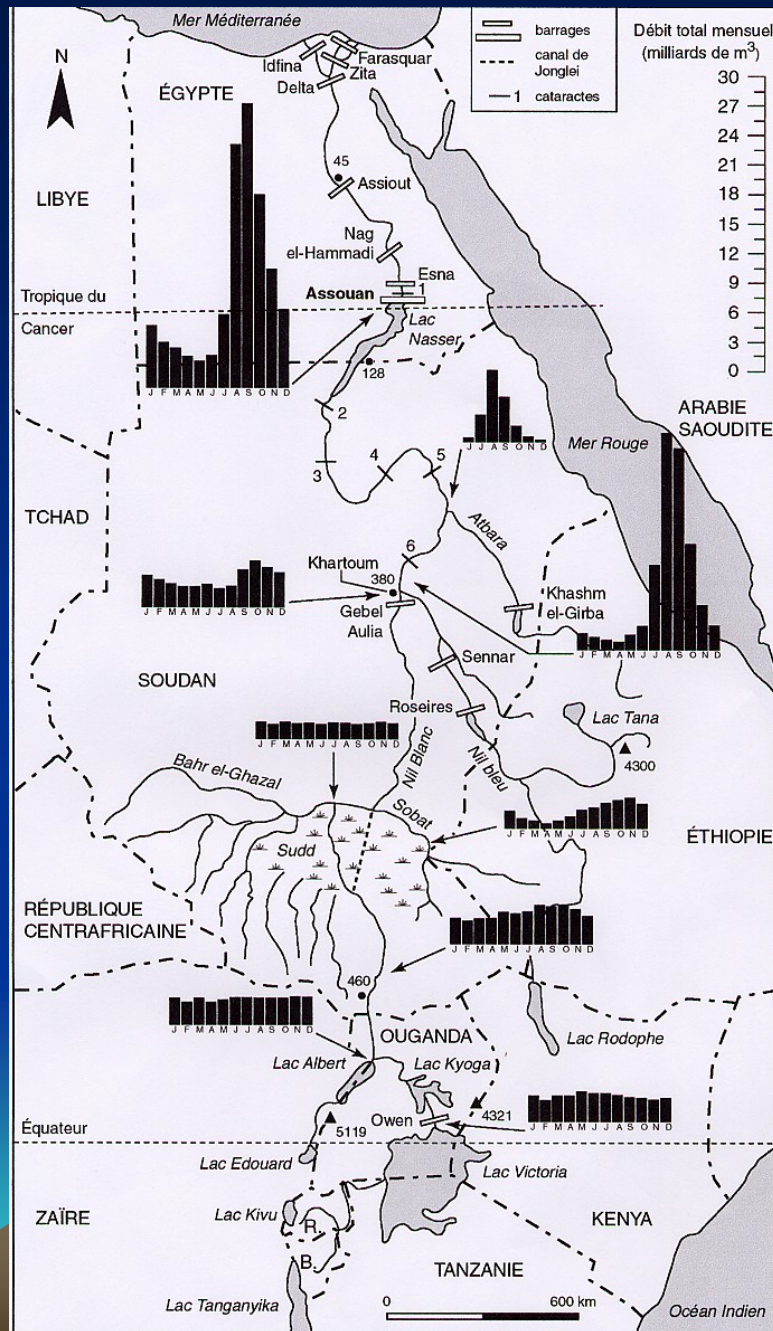 Mer Méditerranée
barrages
canal de
Jonglei
1 cataractes
Débit total mensuel
(milliards de m³)
30
27
24
21
18
15
12
9
6
3
0
N
Idfina
Farasquar
Zita
Delta
ÉGYPTE
LIBYE
45
Assiout
Nag
el-Hammadi
Esna
1
Assouan
Tropique du
Cancer
Lac
Nasser
J F M A M J J A S O N D
128
2
3
4
5
6
J J A S O N D
ARABIE
SAOUDITE
Mer Rouge
TCHAD
Atbara
Khartoum
380
Gebel
Aulia
J F M A M J J A S O N D
Khashm
el-Girba
J F M A M J J A S O N D
SOUDAN
Sennar
Roseires
Lac Tana
4300
Nil Blanc
Nil bleu
J F M A M J J A S O N D
Bahr el-Ghazal
Sobat
J F M A M J J A S O N D
ÉTHIOPIE
Sudd
RÉPUBLIQUE
CENTRAFRICAINE
J F M A M J J A S O N D
460
J F M A M J J A S O N D
OUGANDA
Lac Rodophe
Lac Albert
Lac Kyoga
4321
J F M A M J J A S O N D
Owen
Équateur
5119
Lac Edouard
Lac Victoria
ZAÏRE
Lac Kivu
R.
B.
KENYA
TANZANIE
Lac Tanganyika
0 600 km
Océan Indien